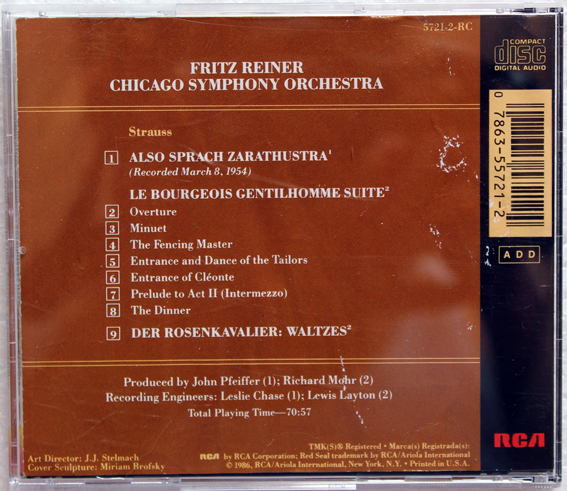 5721-2-RC
FRITZ REINER
CHICAGO SYMPHONY ORCHESTRA
COMPACT
disc
DIGITAL AUDIO
0 7863-55721-2
ADD
Strauss
1 ALSO SPRACH ZARATHUSTRA¹
(Recorded March 8, 1954)
LE BOURGEOIS GENTILHOMME SUITE²
2 Overture
3 Minuet
4 The Fencing Master
5 Entrance and Dance of the Tailors
6 Entrance of Cléonte
7 Prelude to Act II (Intermezzo)
8 The Dinner
9 DER ROSENKAVALIER: WALTZES²
Produced by John Pfeiffer (1); Richard Mohr (2)
Recording Engineers: Leslie Chase (1); Lewis Layton (2)
Total Playing Time—70:57
Art Director: J.J. Stelmach
Cover Sculpture: Miriam Brofsky
TMK(S)® Registered • Marca(s) Registrada(s):
RCA by RCA Corporation; Red Seal trademark by RCA/Ariola International
© 1986, RCA/Ariola International, New York, N.Y. • Printed in U.S.A.
RCA